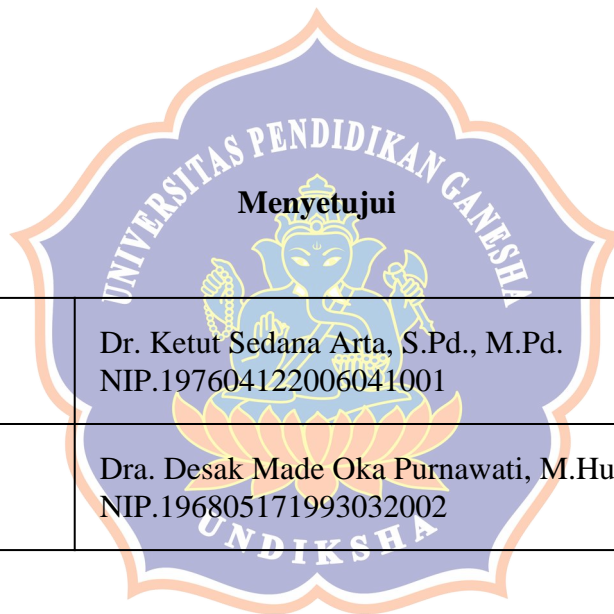 UNIVERSITAS PENDIDIKAN GANESHA
Menyetujui
Dr. Ketut Sedana Arta, S.Pd., M.Pd.
NIP.197604122006041001
Dra. Desak Made Oka Purnawati, M.Hu
NIP.196805171993032002
UNDIKSHA